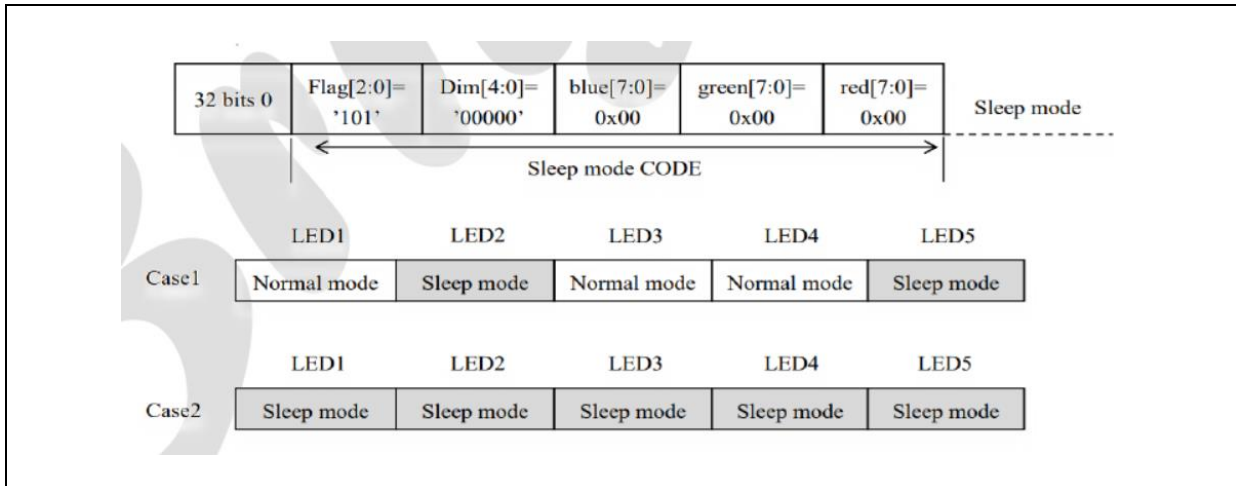 32 bits 0 Flag[2:0]= Dim[4:0]= blue[7:0]= green[7:0]= red[7:0]= Sleep mode
'101' '00000' 0x00 0x00 0x00
Sleep mode CODE
LED1 LED2 LED3 LED4 LED5
Case1 Normal mode Sleep mode Normal mode Normal mode Sleep mode
LED1 LED2 LED3 LED4 LED5
Case2 Sleep mode Sleep mode Sleep mode Sleep mode Sleep mode